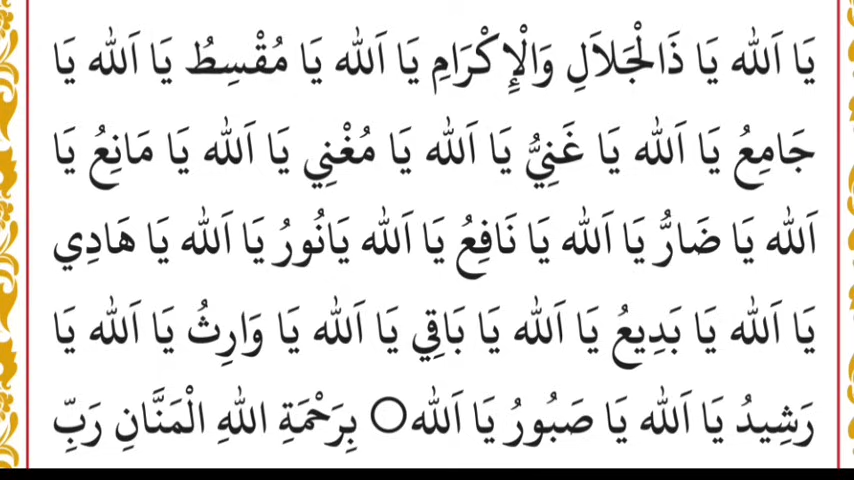 يَا اَللّٰه يَا ذَالْجَلاَلِ وَالْإِكْرَامِ يَا اَللّٰه يَا مُقْسِطُ يَا اَللّٰه يَا
جَامِعُ يَا اَللّٰه يَا غَنِيُّ يَا اَللّٰه يَا مُغْنِي يَا اَللّٰه يَا مَانِعُ يَا
اَللّٰه يَا ضَارُّ يَا اَللّٰه يَا نَافِعُ يَا اَللّٰه يَانُورُ يَا اَللّٰه يَا هَادِي
يَا اَللّٰه يَا بَدِيعُ يَا اَللّٰه يَا بَاقِي يَا اَللّٰه يَا وَارِثُ يَا اَللّٰه يَا
رَشِيدُ يَا اَللّٰه يَا صَبُورُ يَا اَللّٰه○ بِرَحْمَةِ اللّٰهِ الْمَنَّانِ رَبِّ